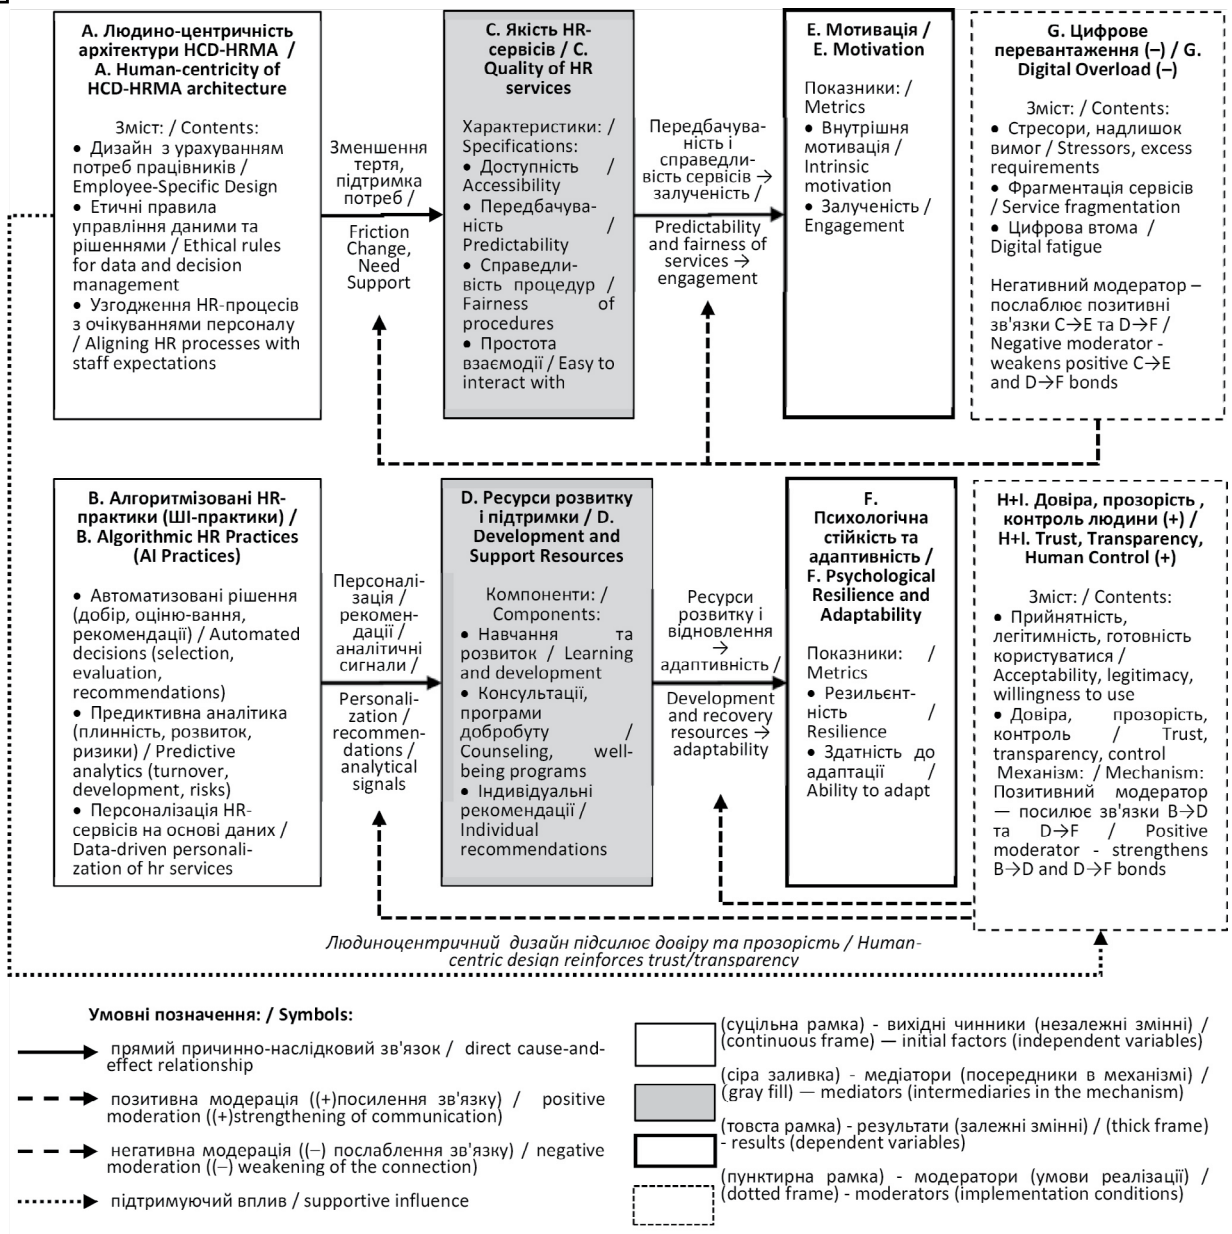 А. Людино-центричність
архітектури HCD-HRMA /
A. Human-centricity of
HCD-HRMA architecture
Зміст: / Contents:
• Дизайн з урахуванням
потреб працівників /
Employee-Specific Design
• Етичні правила
управління даними та
рішеннями / Ethical rules
for data and decision
management
• Узгодження HR-процесів
з очікуваннями персоналу
/ Aligning HR processes with
staff expectations
Зменшення
тертя,
підтримка
потреб /
Friction
Change,
Need
Support
С. Якість HR-
сервісів / C.
Quality of HR
services
Характеристики: /
Specifications:
• Доступність /
Accessibility
• Передбачува-
ність /
Predictability
• Справедли-
вість процедур /
Fairness of
procedures
• Простота
взаємодії / Easy to
interact with
Передбачува-
ність і
справедли-
вість сервісів →
залученість /
Predictability
and fairness of
services →
engagement
Е. Мотивація /
E. Motivation
Показники: /
Metrics
• Внутрішня
мотивація /
Intrinsic
motivation
• Залученість /
Engagement
G. Цифрове
перевантаження (–) / G.
Digital Overload (–)
Зміст: / Contents:
• Стресори, надлишок
вимог / Stressors, excess
requirements
• Фрагментація сервісів
/ Service fragmentation
• Цифрова втома /
Digital fatigue
Негативний модератор –
послаблює позитивні
зв'язки C→E та D→F /
Negative moderator -
weakens positive C→E
and D→F bonds
В. Алгоритмізовані HR-
практики (ШІ-практики) /
B. Algorithmic HR Practices
(AI Practices)
• Автоматизовані рішення
(добір, оціню-вання,
рекомендації) / Automated
decisions (selection,
evaluation,
recommendations)
• Предиктивна аналітика
(плинність, розвиток,
ризики) / Predictive
analytics (turnover,
development, risks)
• Персоналізація HR-
сервісів на основі даних /
Data-driven personali-
zation of hr services
Персоналі-
зація /
рекомен-
дації /
аналітичні
сигнали /
Personali-
zation /
recommen-
dations /
analytical
signals
D. Ресурси розвитку
і підтримки / D.
Development and
Support Resources
Компоненти: /
Components:
• Навчання та
розвиток / Learning
and development
• Консультації,
програми
добробуту /
Counseling, well-
being programs
• Індивідуальні
рекомендації /
Individual
recommendations
Ресурси
розвитку і
відновлення
→
адаптивність /
Development
and recovery
resources →
adaptability
F.
Психологічна
стійкість та
адаптивність /
F. Psychological
Resilience and
Adaptability
Показники: /
Metrics
• Резильєнт-
ність /
Resilience
• Здатність до
адаптації /
Ability to adapt
H+I. Довіра, прозорість ,
контроль людини (+) /
H+I. Trust, Transparency,
Human Control (+)
Зміст: / Contents:
• Прийнятність,
легітимність, готовність
користуватися /
Acceptability, legitimacy,
willingness to use
• Довіра, прозорість,
контроль / Trust,
transparency, control
Механізм: / Mechanism:
Позитивний модератор
— посилює зв'язки B→D
та D→F / Positive
moderator - strengthens
B→D and D→F bonds
Людиноцентричний дизайн підсилює довіру та прозорість / Human-
centric design reinforces trust/transparency
Умовні позначення: / Symbols:
прямий причинно-наслідковий зв'язок / direct cause-and-
effect relationship
позитивна модерація ((+)посилення зв'язку) / positive
moderation ((+)strengthening of communication)
негативна модерація ((–) послаблення зв'язку) / negative
moderation ((–) weakening of the connection)
підтримуючий вплив / supportive influence
(суцільна рамка) - вихідні чинники (незалежні змінні) /
(continuous frame) — initial factors (independent variables)
(сіра заливка) - медіатори (посередники в механізмі) /
(gray fill) — mediators (intermediaries in the mechanism)
(товста рамка) - результати (залежні змінні) / (thick frame)
- results (dependent variables)
(пунктирна рамка) - модератори (умови реалізації) /
(dotted frame) - moderators (implementation conditions)